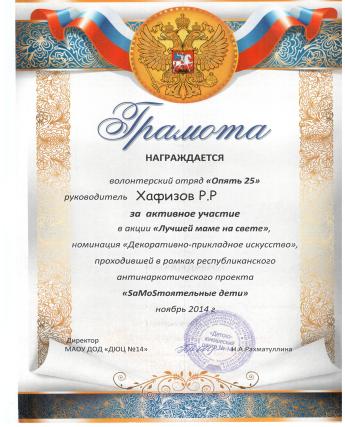 Грамота
НАГРАЖДАЕТСЯ
волонтерский отряд «Опять 25»
руководитель Хафизов Р.Р
за активное участие
в акции «Лучшей маме на свете»,
номинация «Декоративно-прикладное искусство»,
проходившей в рамках республиканского
антинаркотического проекта
«SaMoSтоятельные дети»
ноябрь 2014 г
Директор
МАОУ ДОД «ДЮЦ №14» Н.А.Рахматуллина